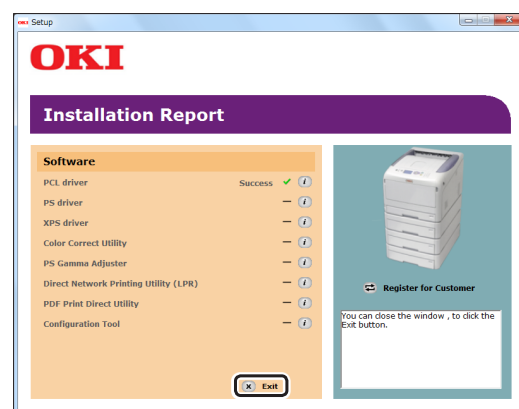 OKI Setup
OKI
Installation Report
Software
PCL driver Success
PS driver
XPS driver
Color Correct Utility
PS Gamma Adjuster
Direct Network Printing Utility (LPR)
PDF Print Direct Utility
Configuration Tool
Exit
Register for Customer
You can close the window , to click the
Exit button.